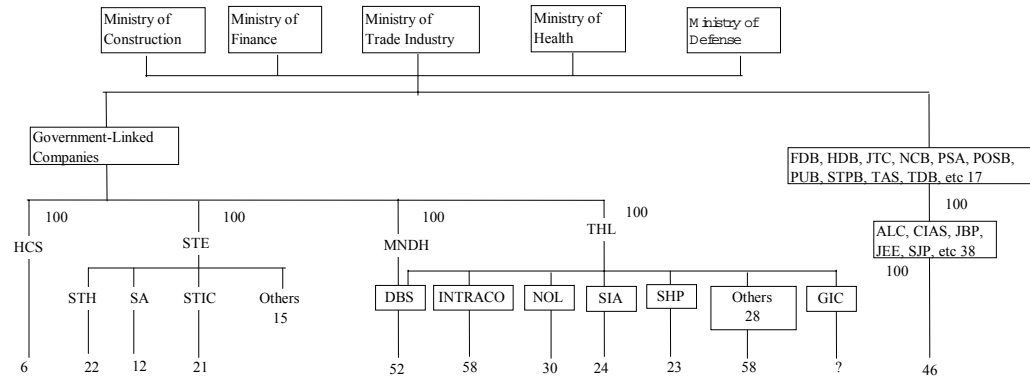 Ministry of
Construction
Ministry of
Finance
Ministry of
Trade Industry
Ministry of
Health
Ministry of
Defense
Government-Linked
Companies
FDB, HDB, JTC, NCB, PSA, POSB,
PUB, STPB, TAS, TDB, etc 17
100
100
100
100
100
HCS
STE
MNDH
THL
ALC, CIAS, JBP,
JEE, SJP, etc 38
100
STH
SA
STIC
Others
15
DBS
INTRACO
NOL
SIA
SHP
Others
28
GIC
6
22
12
21
52
58
30
24
23
58
?
46